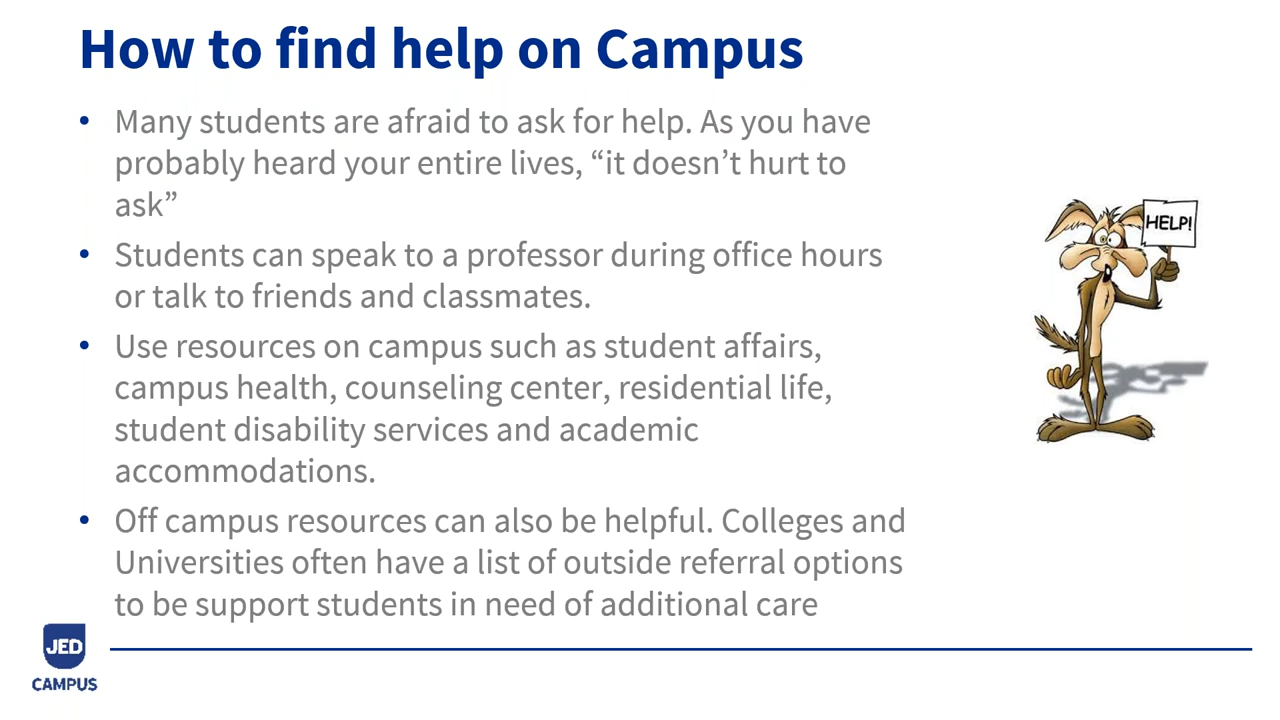 How to find help on Campus
• Many students are afraid to ask for help. As you have
probably heard your entire lives, “it doesn’t hurt to
ask”
• Students can speak to a professor during office hours
or talk to friends and classmates.
• Use resources on campus such as student affairs,
campus health, counseling center, residential life,
student disability services and academic
accommodations.
• Off campus resources can also be helpful. Colleges and
Universities often have a list of outside referral options
to be support students in need of additional care
HELP!
JED
CAMPUS